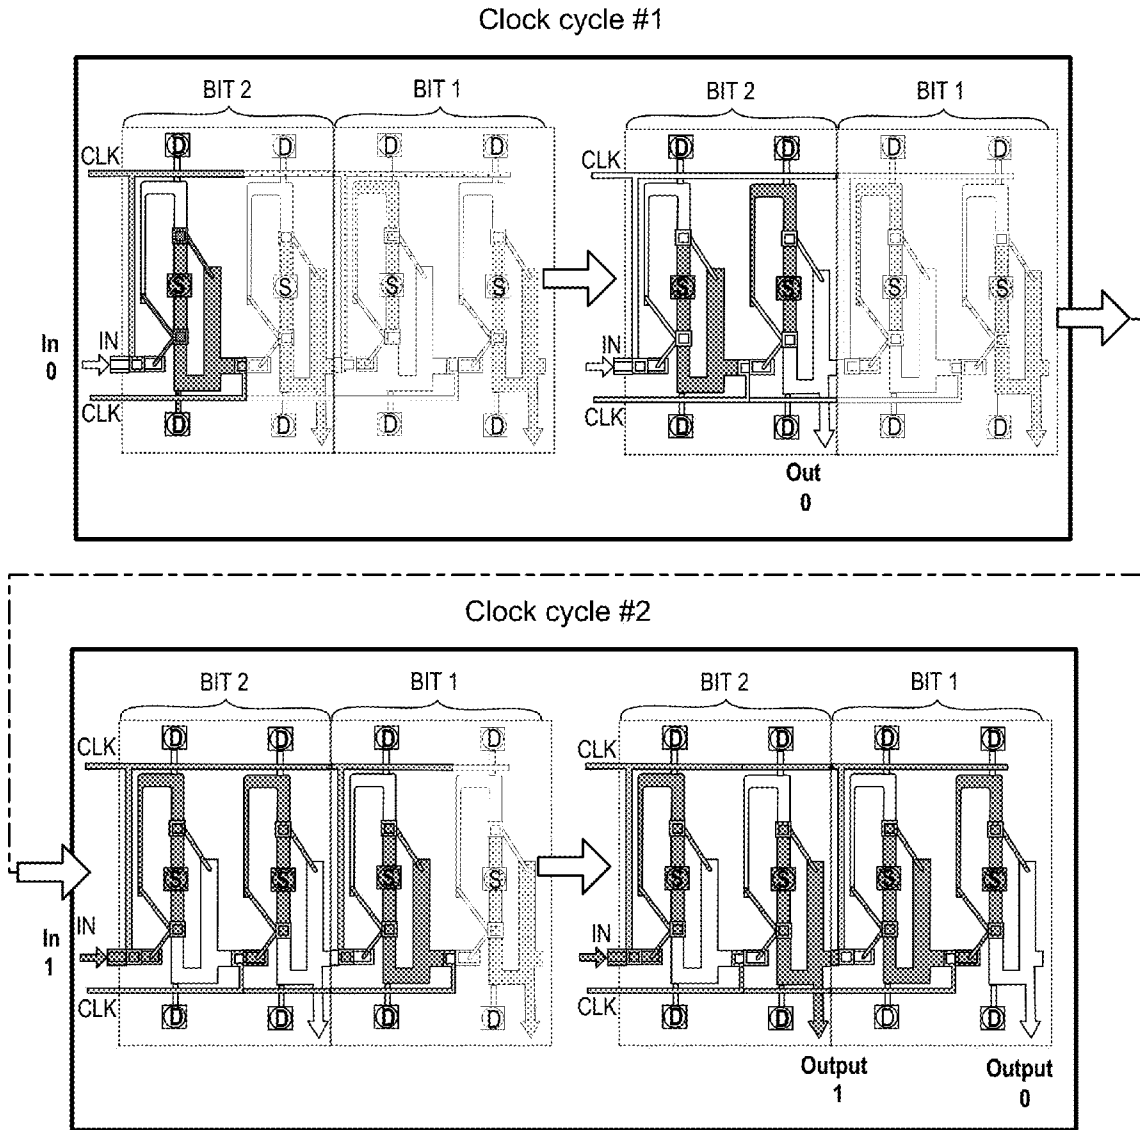 Clock cycle #1
BIT 2 BIT 1 BIT 2 BIT 1
D D D D D D D D
CLK CLK
S S S S S S S S
IN IN
In
0
CLK CLK
D D D D D D D D
Out
0
Clock cycle #2
BIT 2 BIT 1 BIT 2 BIT 1
D D D D D D D D
CLK CLK
S S S S S S S S
IN IN
In
1
CLK CLK
D D D D D D D D
Output Output
1 0